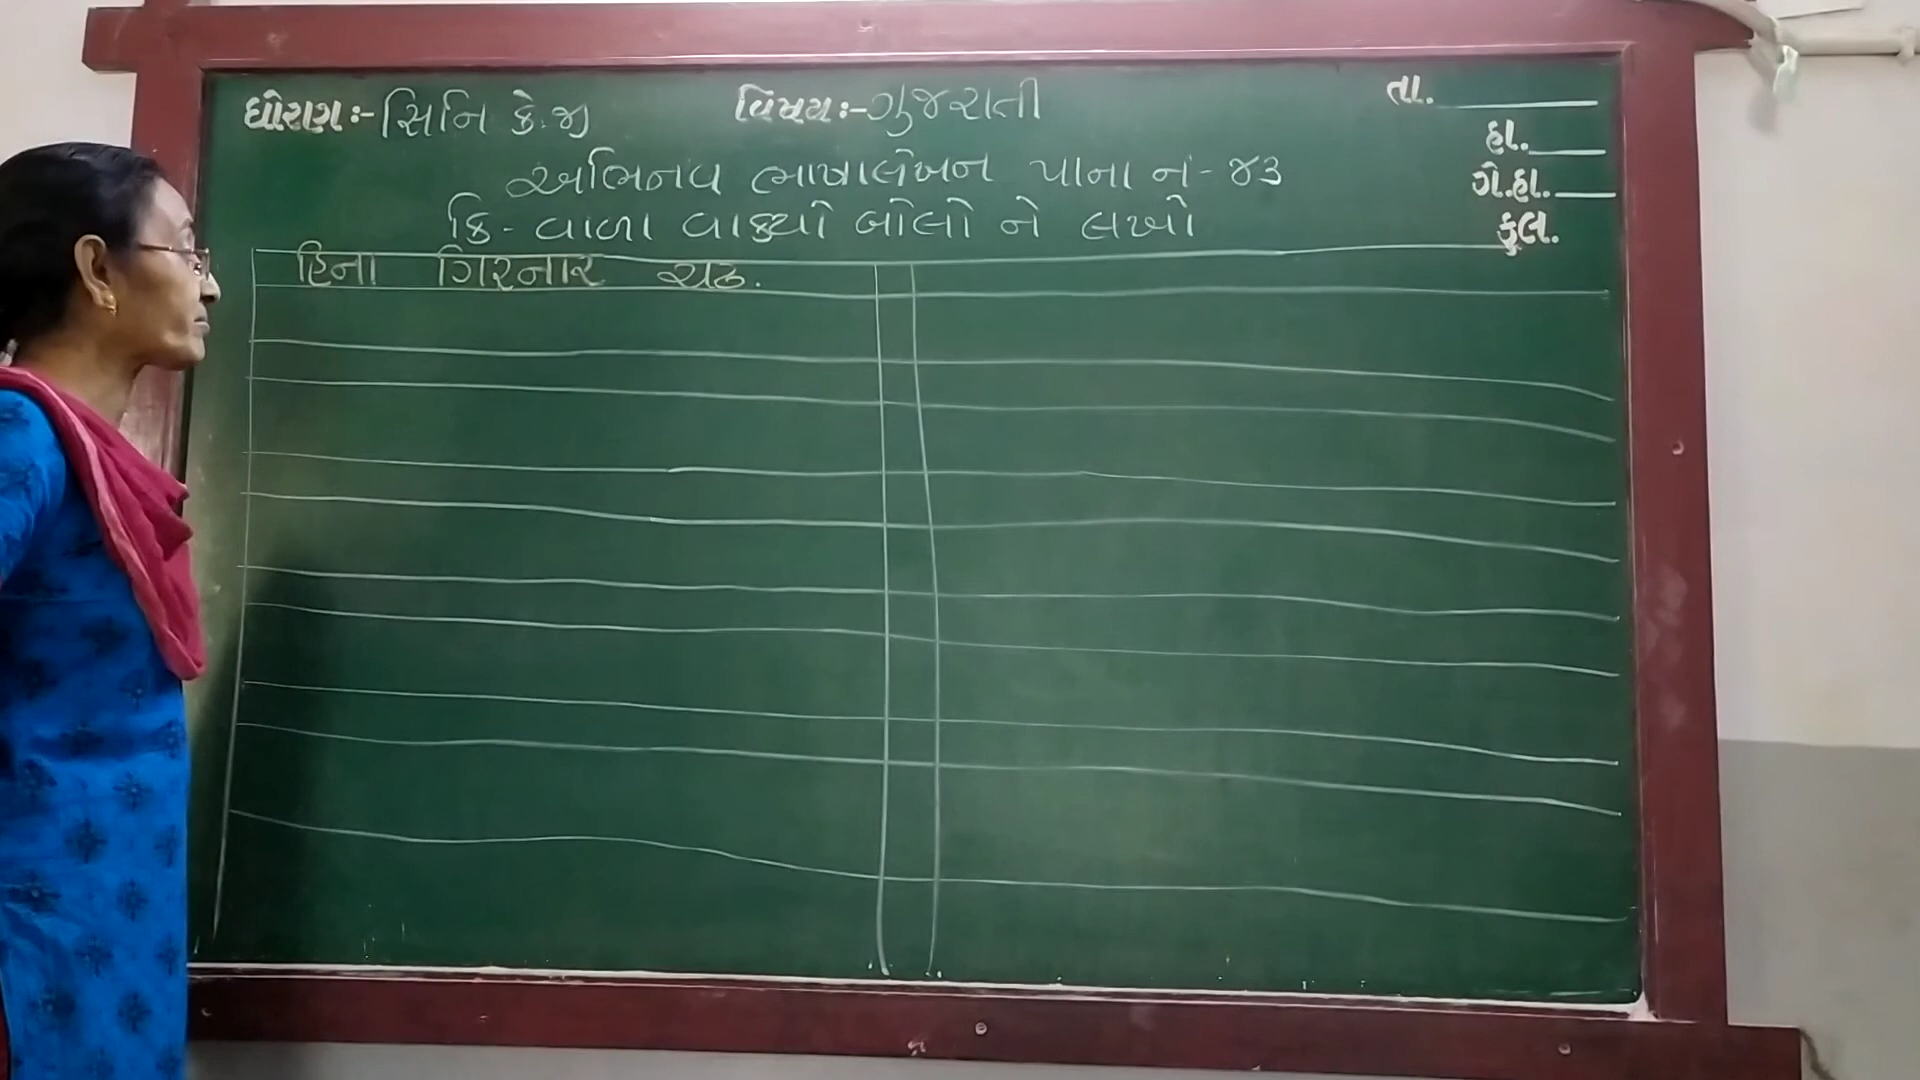 ધોરણઃ- સિનિ કે.જી વિષયઃ- ગુજરાતી તા.
હા.
અભિનવ ભાષાલેખન પાના નં - ૪૩ ગે.હા.
કિ - વાળા વાક્યો બોલો ને લખો કુલ.
હિના ગિરનાર ચઢ.